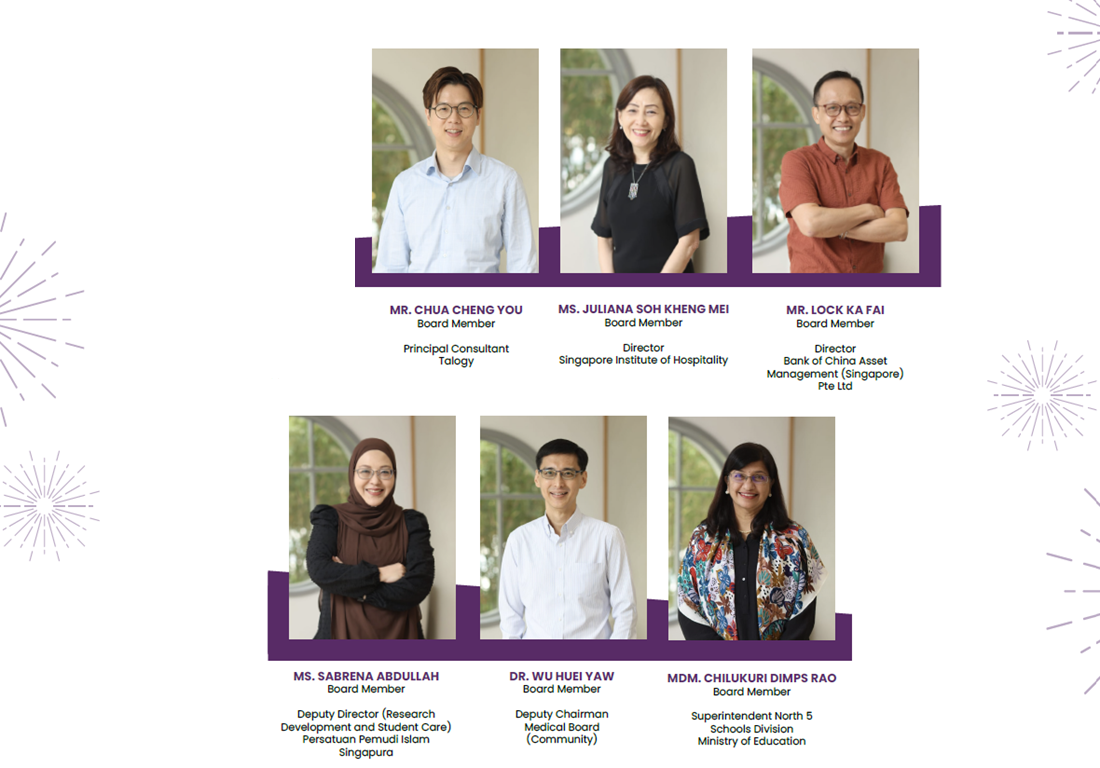 MR. CHUA CHENG YOU
Board Member
Principal Consultant
Talogy
MS. JULIANA SOH KHENG MEI
Board Member
Director
Singapore Institute of Hospitality
MR. LOCK KA FAI
Board Member
Director
Bank of China Asset
Management (Singapore)
Pte Ltd
MS. SABRENA ABDULLAH
Board Member
Deputy Director (Research
Development and Student Care)
Persatuan Pemudi Islam
Singapura
DR. WU HUEI YAW
Board Member
Deputy Chairman
Medical Board
(Community)
MDM. CHILUKURI DIMPS RAO
Board Member
Superintendent North 5
Schools Division
Ministry of Education